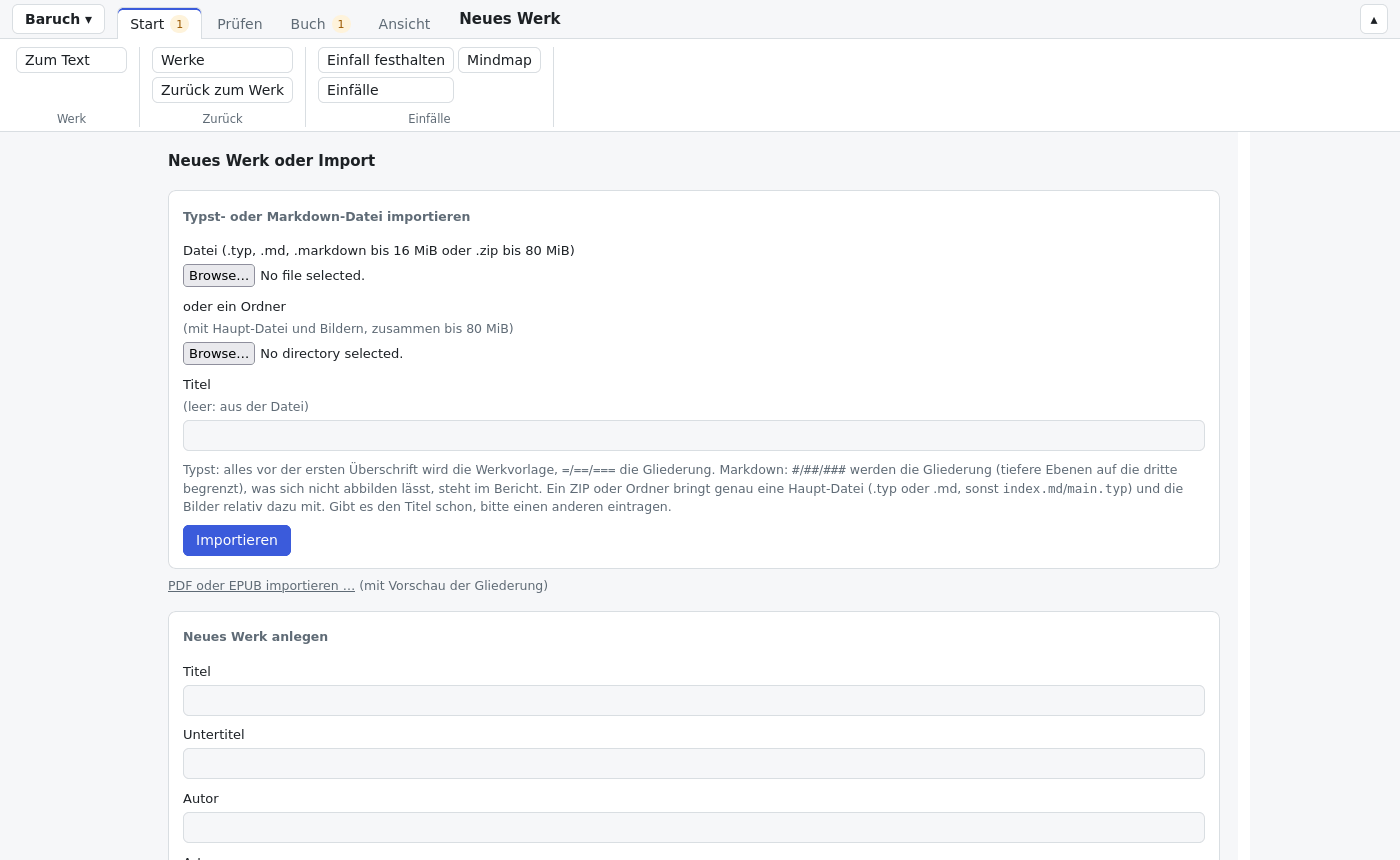 Baruch ▾
Start 1
Prüfen
Buch 1
Ansicht
Neues Werk
▴
Zum Text
Werk
Werke
Zurück zum Werk
Zurück
Einfall festhalten
Mindmap
Einfälle
Einfälle
Neues Werk oder Import
Typst- oder Markdown-Datei importieren
Datei (.typ, .md, .markdown bis 16 MiB oder .zip bis 80 MiB)
Browse… No file selected.
oder ein Ordner
(mit Haupt-Datei und Bildern, zusammen bis 80 MiB)
Browse… No directory selected.
Titel
(leer: aus der Datei)
Typst: alles vor der ersten Überschrift wird die Werkvorlage, =/==/=== die Gliederung. Markdown: #/##/### werden die Gliederung (tiefere Ebenen auf die dritte
begrenzt), was sich nicht abbilden lässt, steht im Bericht. Ein ZIP oder Ordner bringt genau eine Haupt-Datei (.typ oder .md, sonst index.md/main.typ) und die
Bilder relativ dazu mit. Gibt es den Titel schon, bitte einen anderen eintragen.
Importieren
PDF oder EPUB importieren … (mit Vorschau der Gliederung)
Neues Werk anlegen
Titel
Untertitel
Autor